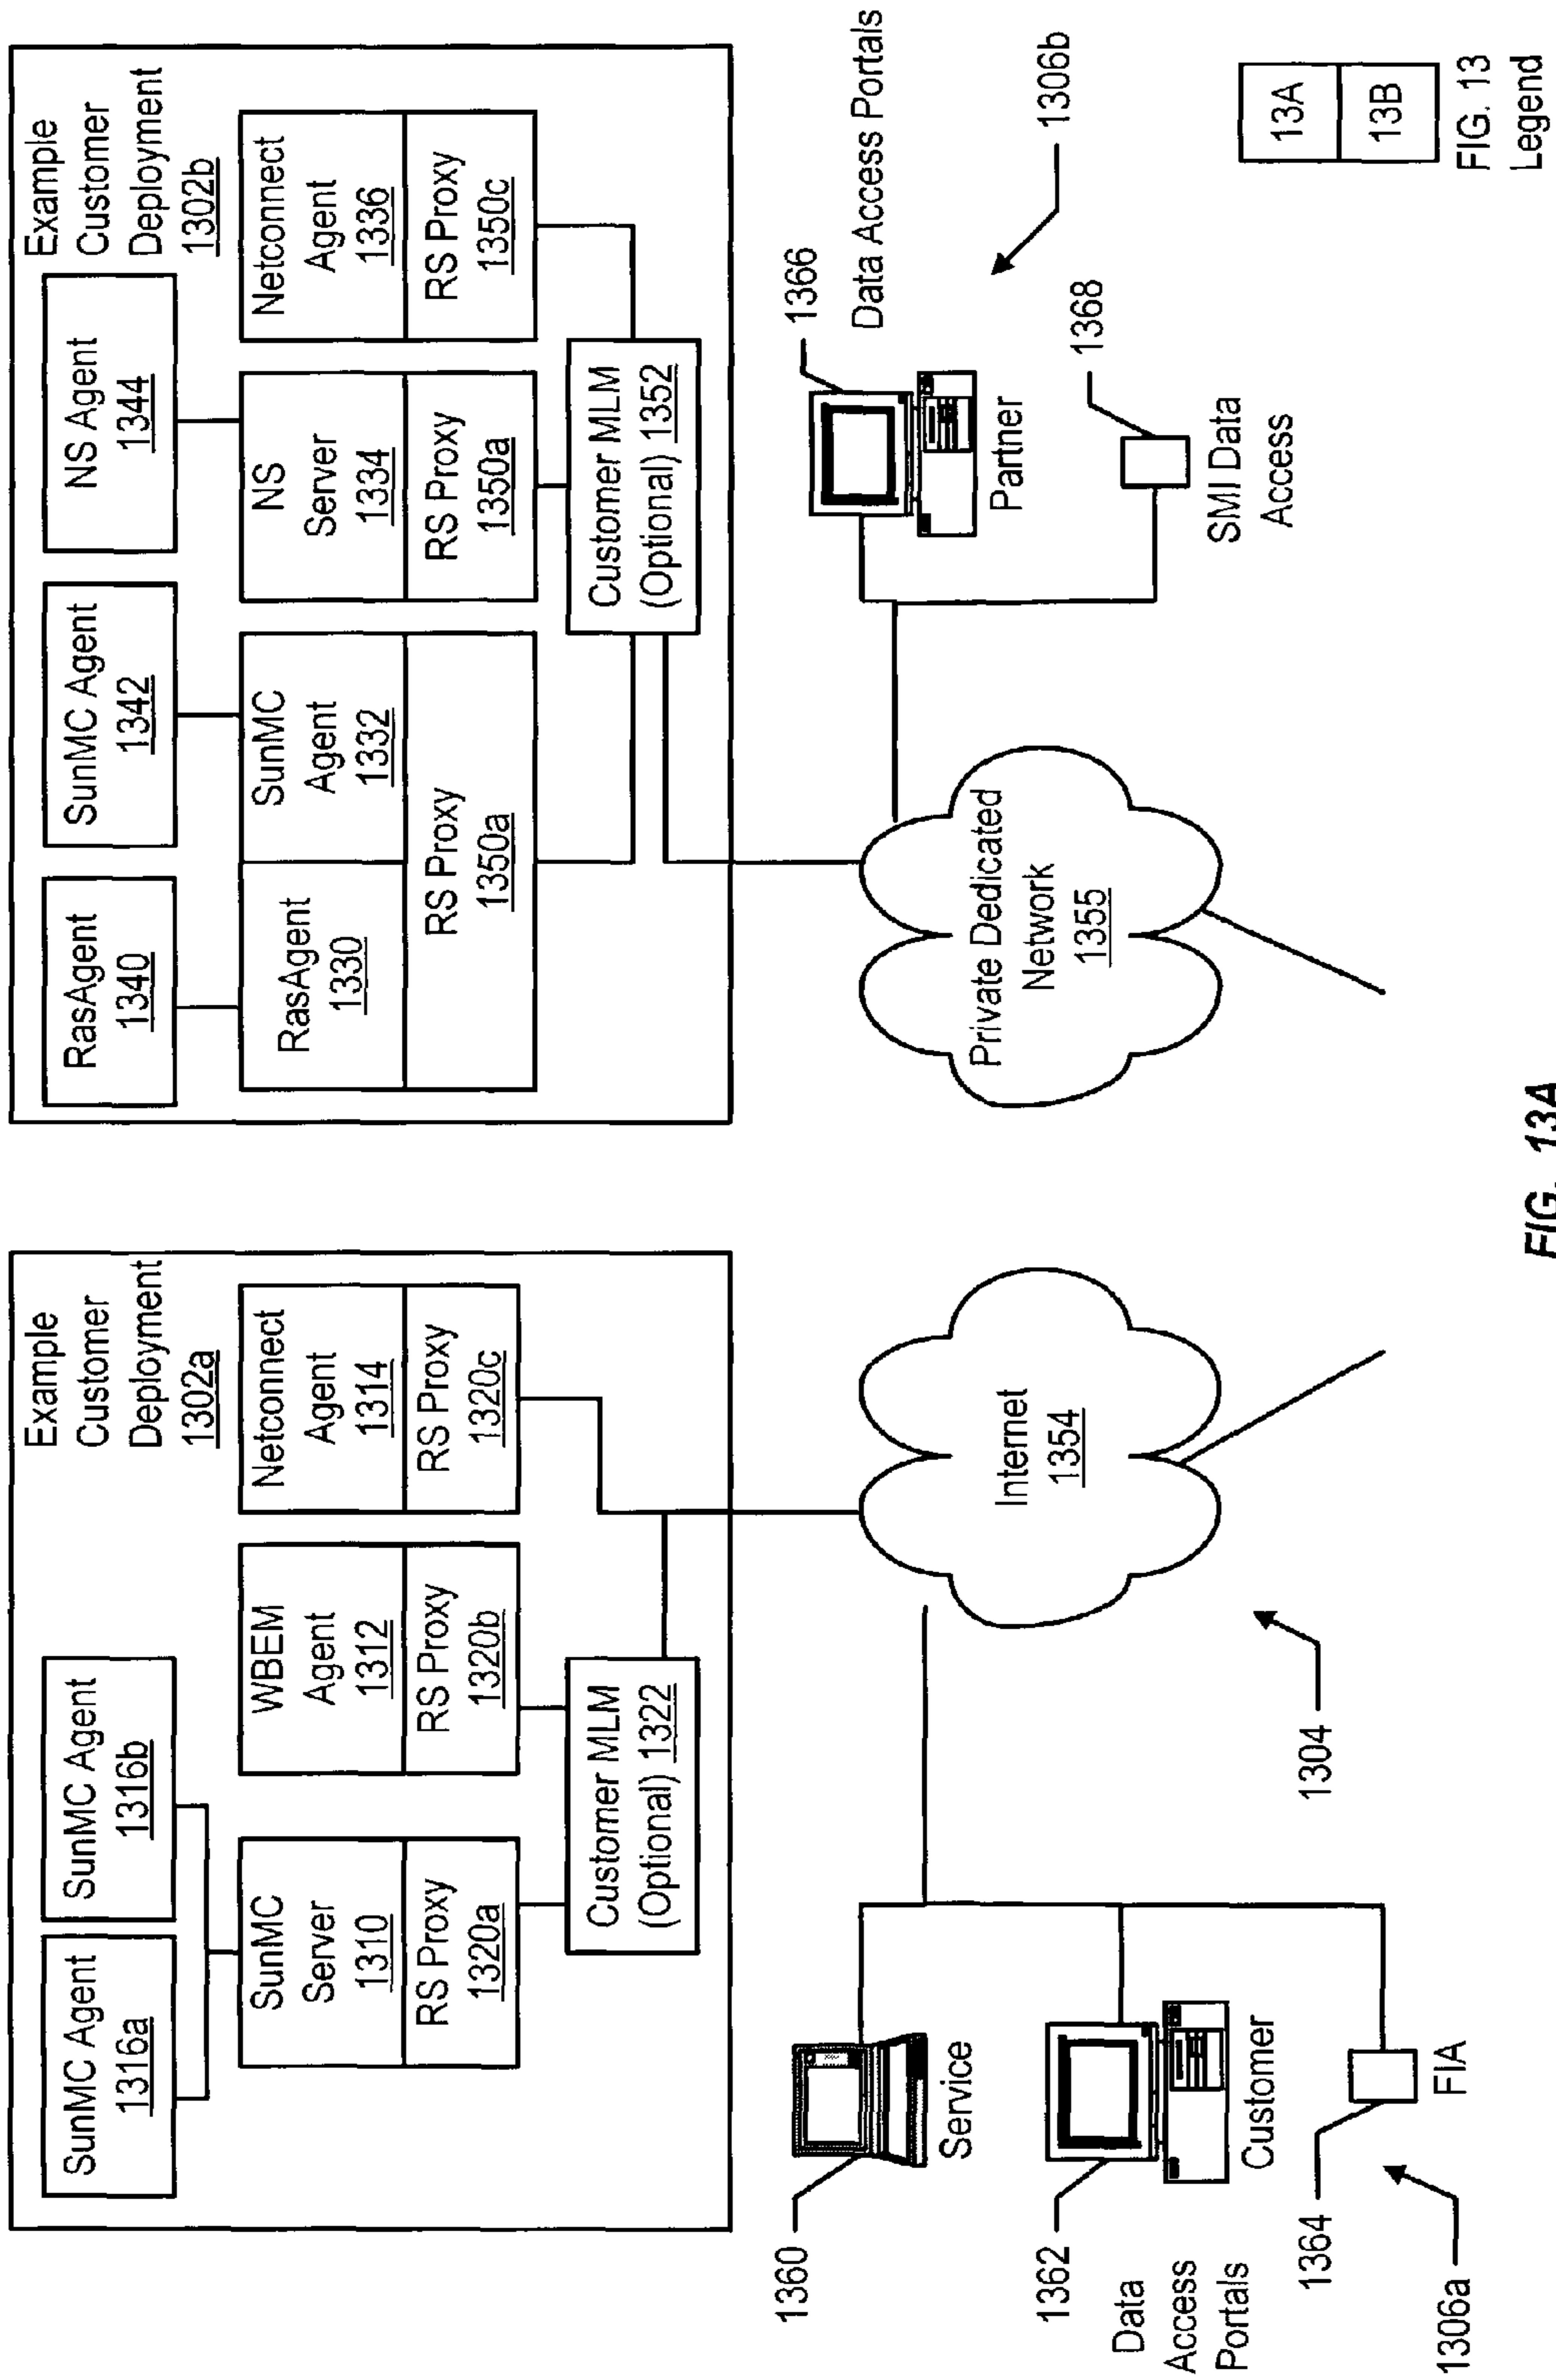 Example
Customer
Deployment
1302a
SunMC Agent
1316a
SunMC Agent
1316b
SunMC
Server
1310
RS Proxy
1320a
WBEM
Agent
1312
RS Proxy
1320b
Netconnect
Agent
1314
RS Proxy
1320c
Customer MLM
(Optional) 1322
Example
Customer
Deployment
1302b
RasAgent
1340
SunMC Agent
1342
NS Agent
1344
RasAgent
1330
SunMC
Agent
1332
RS Proxy
1350a
NS
Server
1334
RS Proxy
1350a
Netconnect
Agent
1336
RS Proxy
1350c
Customer MLM
(Optional) 1352
1360
Service
1362
Data
Access
Portals
Customer
1364
FIA
1306a
Internet
1354
1304
Private Dedicated
Network
1355
1366
Data Access Portals
Partner
1306b
1368
SMI Data
Access
13A
13B
FIG. 13
Legend
FIG. 13A